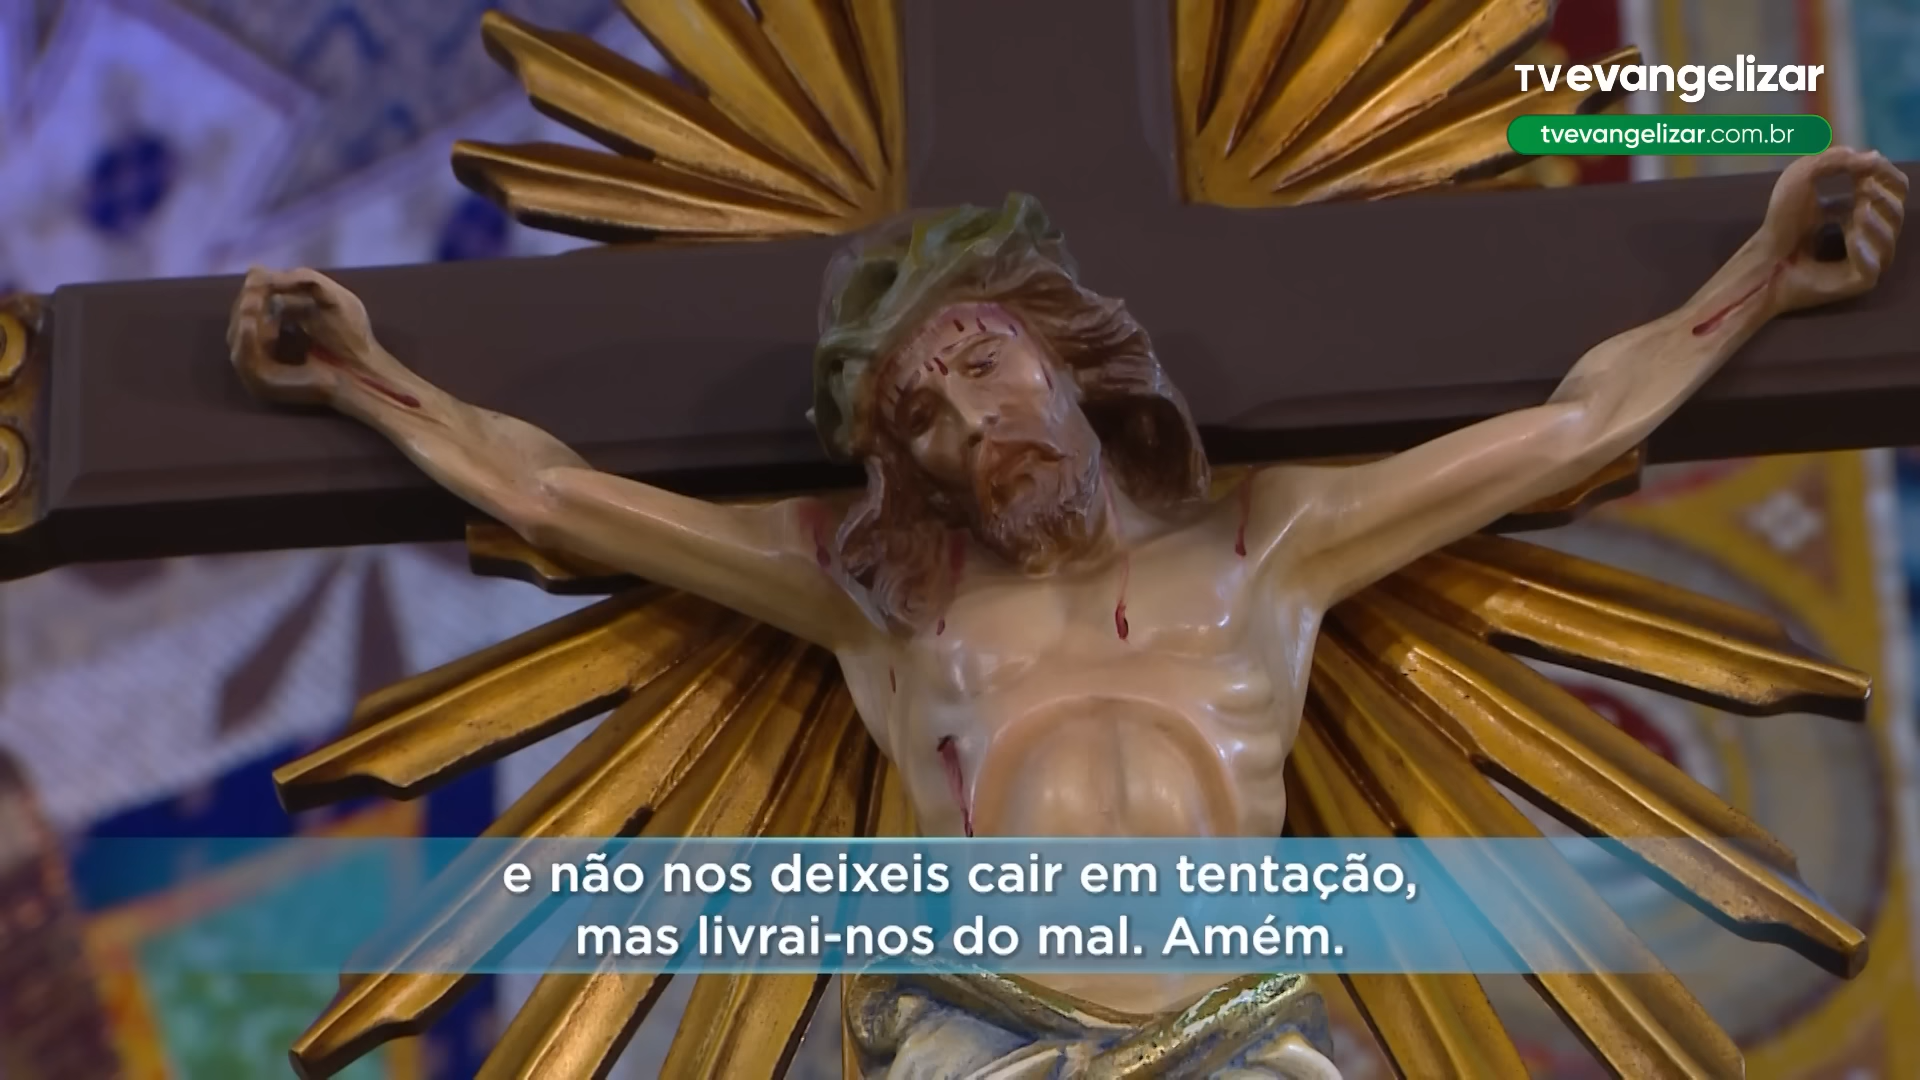 TVevangelizar
tvevangelizar.com.br
e não nos deixeis cair em tentação,
mas livrai-nos do mal. Amém.